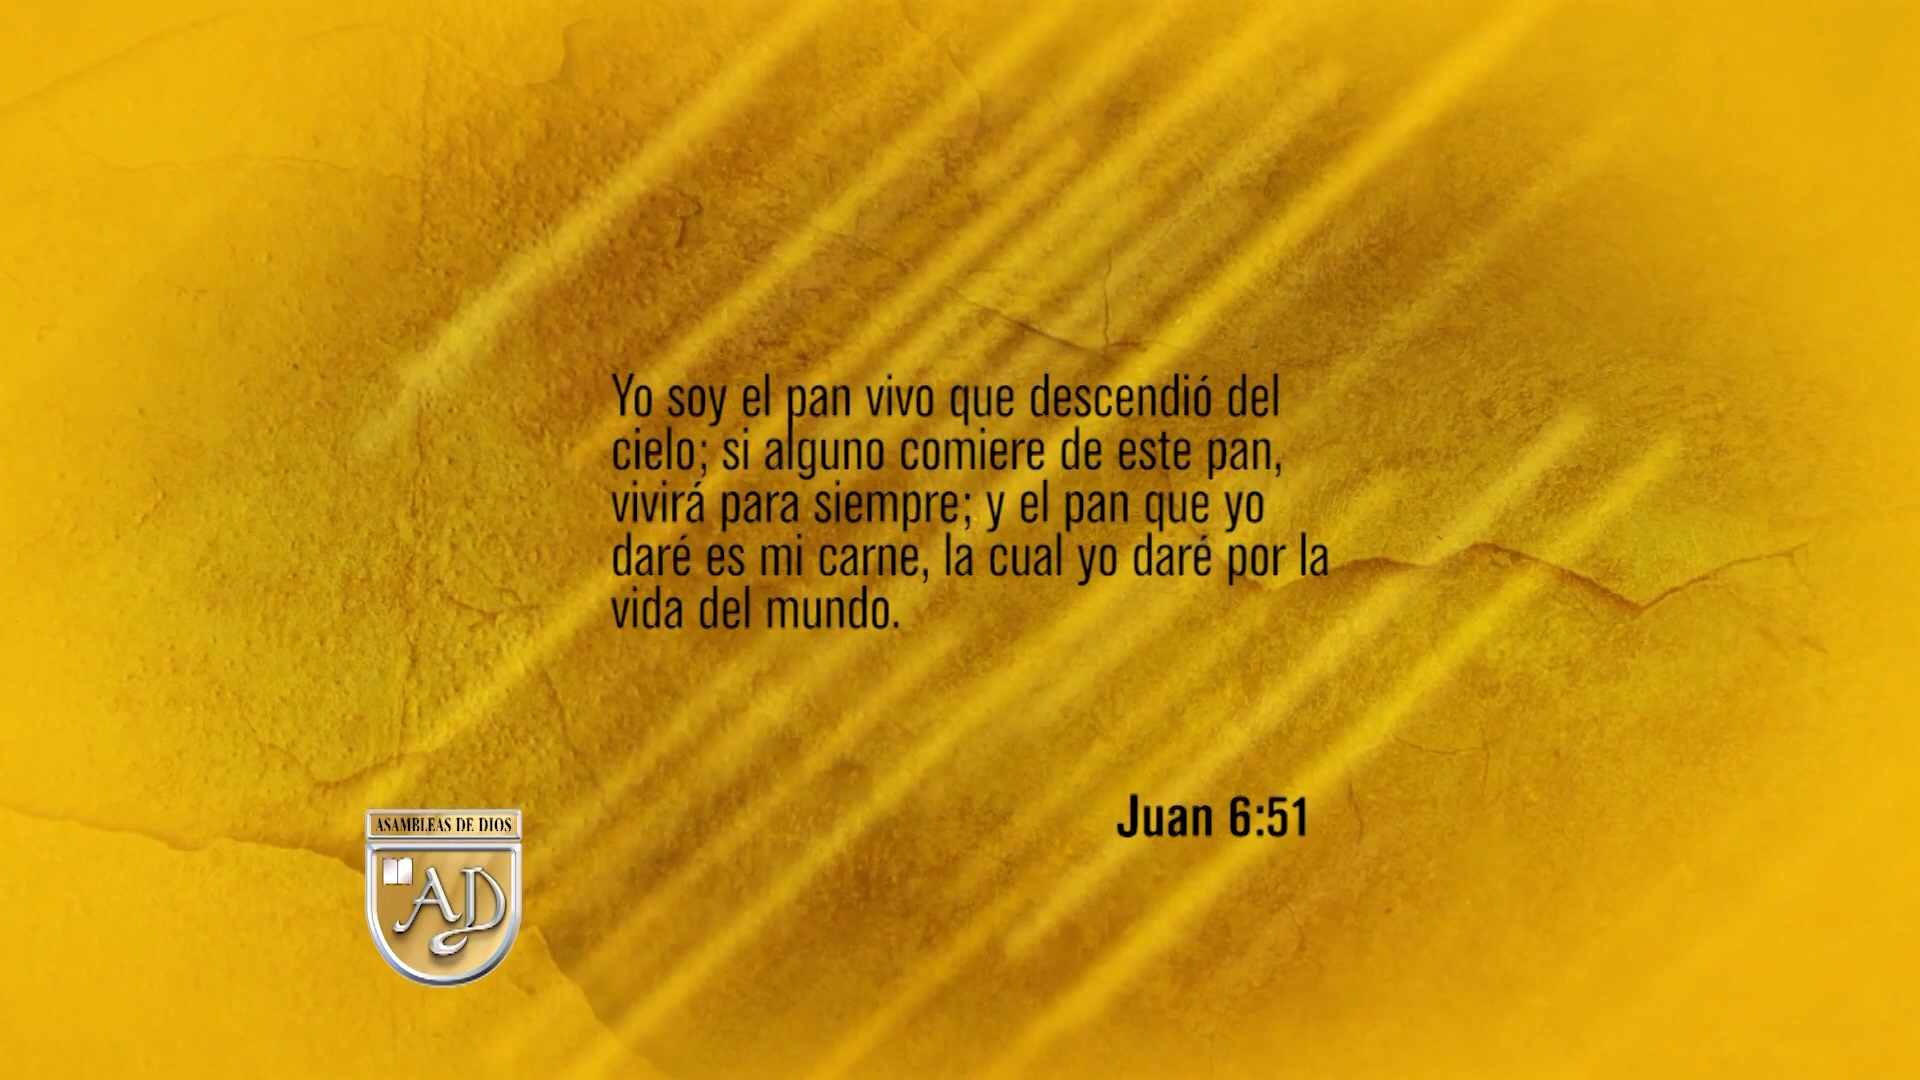 Yo soy el pan vivo que descendió del
cielo; si alguno comiere de este pan,
vivirá para siempre; y el pan que yo
daré es mi carne, la cual yo daré por la
vida del mundo.
Juan 6:51
ASAMBLEAS DE DIOS
AD